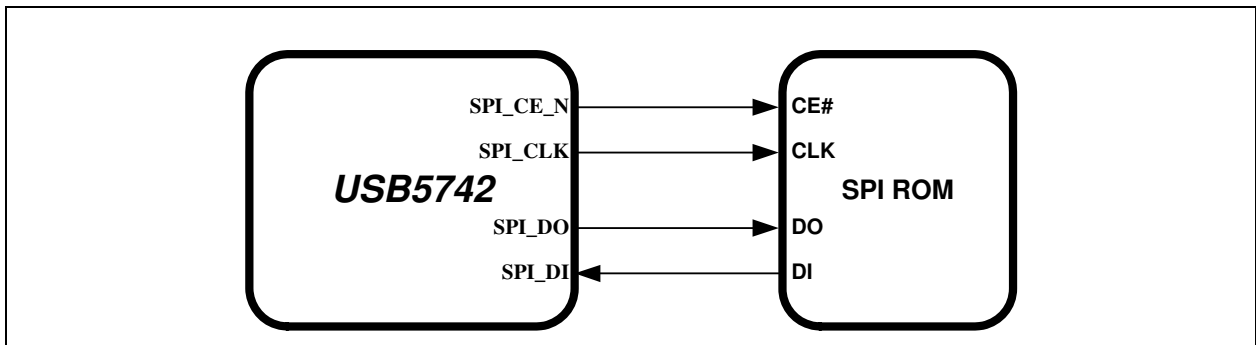 SPI_CE_N CE#
SPI_CLK CLK
USB5742 SPI ROM
SPI_DO DO
SPI_DI DI